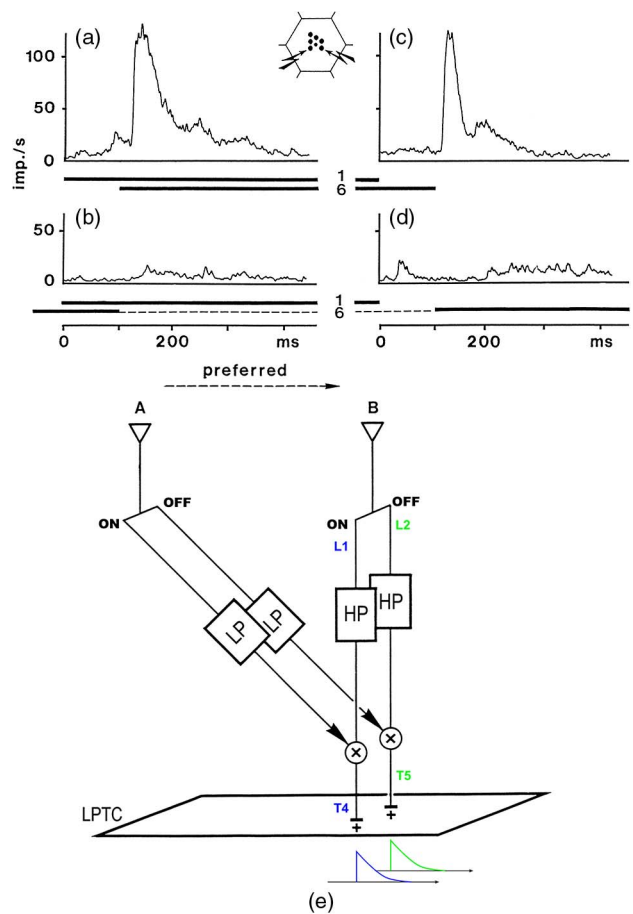 (a)
(c)
100
50
0
imp./s
1
6
(b)
(d)
50
0
1
6
0 200 ms 0 200 ms
preferred
A B
ON OFF ON OFF
L1 L2
LP LP HP HP
× ×
T5
LPTC T4
+ +
(e)